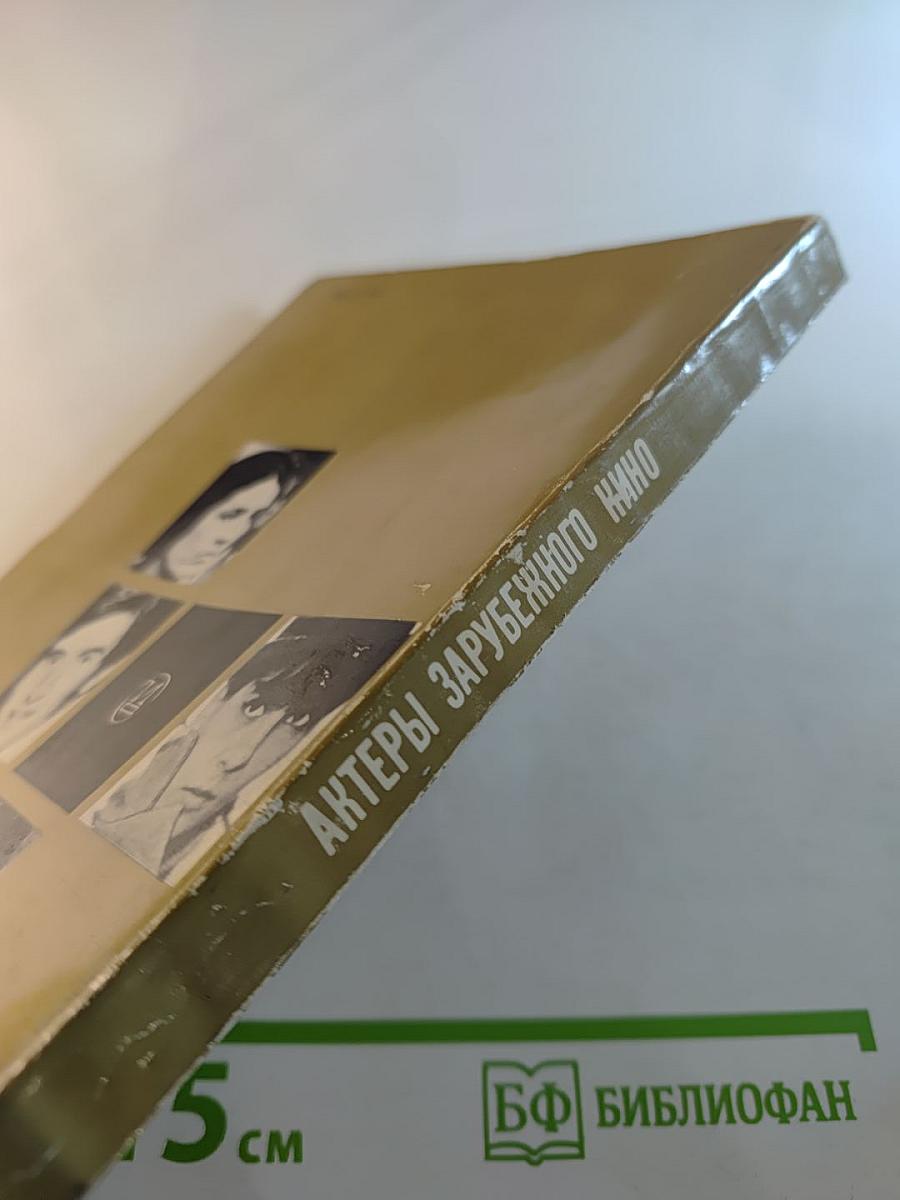 АКТЕРЫ ЗАРУБЕЖНОГО КИНО
5 см
БФ БИБЛИОФАН